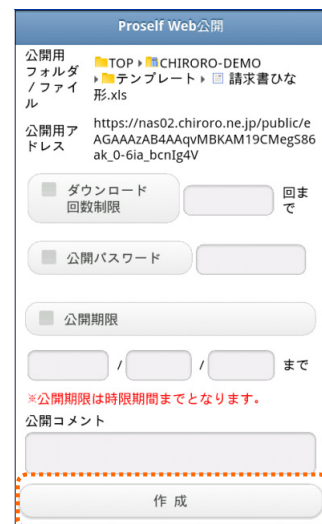 Proself Web公開
公開用
フォルダ
/ファイ
ル
TOP CHIRORO-DEMO
テンプレート 請求書ひな
形.xls
公開用ア
ドレス
https://nas02.chiroro.ne.jp/public/e
AGAAAzAB4AAqvMBKAM19CMegS86
ak_0-6ia_bcnIg4V
ダウンロード
回数制限
回ま
で
公開パスワード
公開期限
/ / まで
※公開期限は時限期間までとなります。
公開コメント
作 成